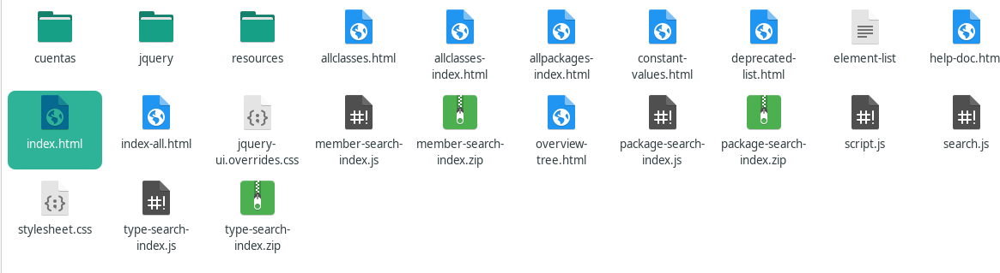 cuentas
jquery
resources
allclasses.html
allclasses-
index.html
allpackages-
index.html
constant-
values.html
deprecated-
list.html
element-list
help-doc.htm
index.html
index-all.html
jquery-
ui.overrides.css
member-search-
index.js
member-search-
index.zip
overview-
tree.html
package-search-
index.js
package-search-
index.zip
script.js
search.js
stylesheet.css
type-search-
index.js
type-search-
index.zip